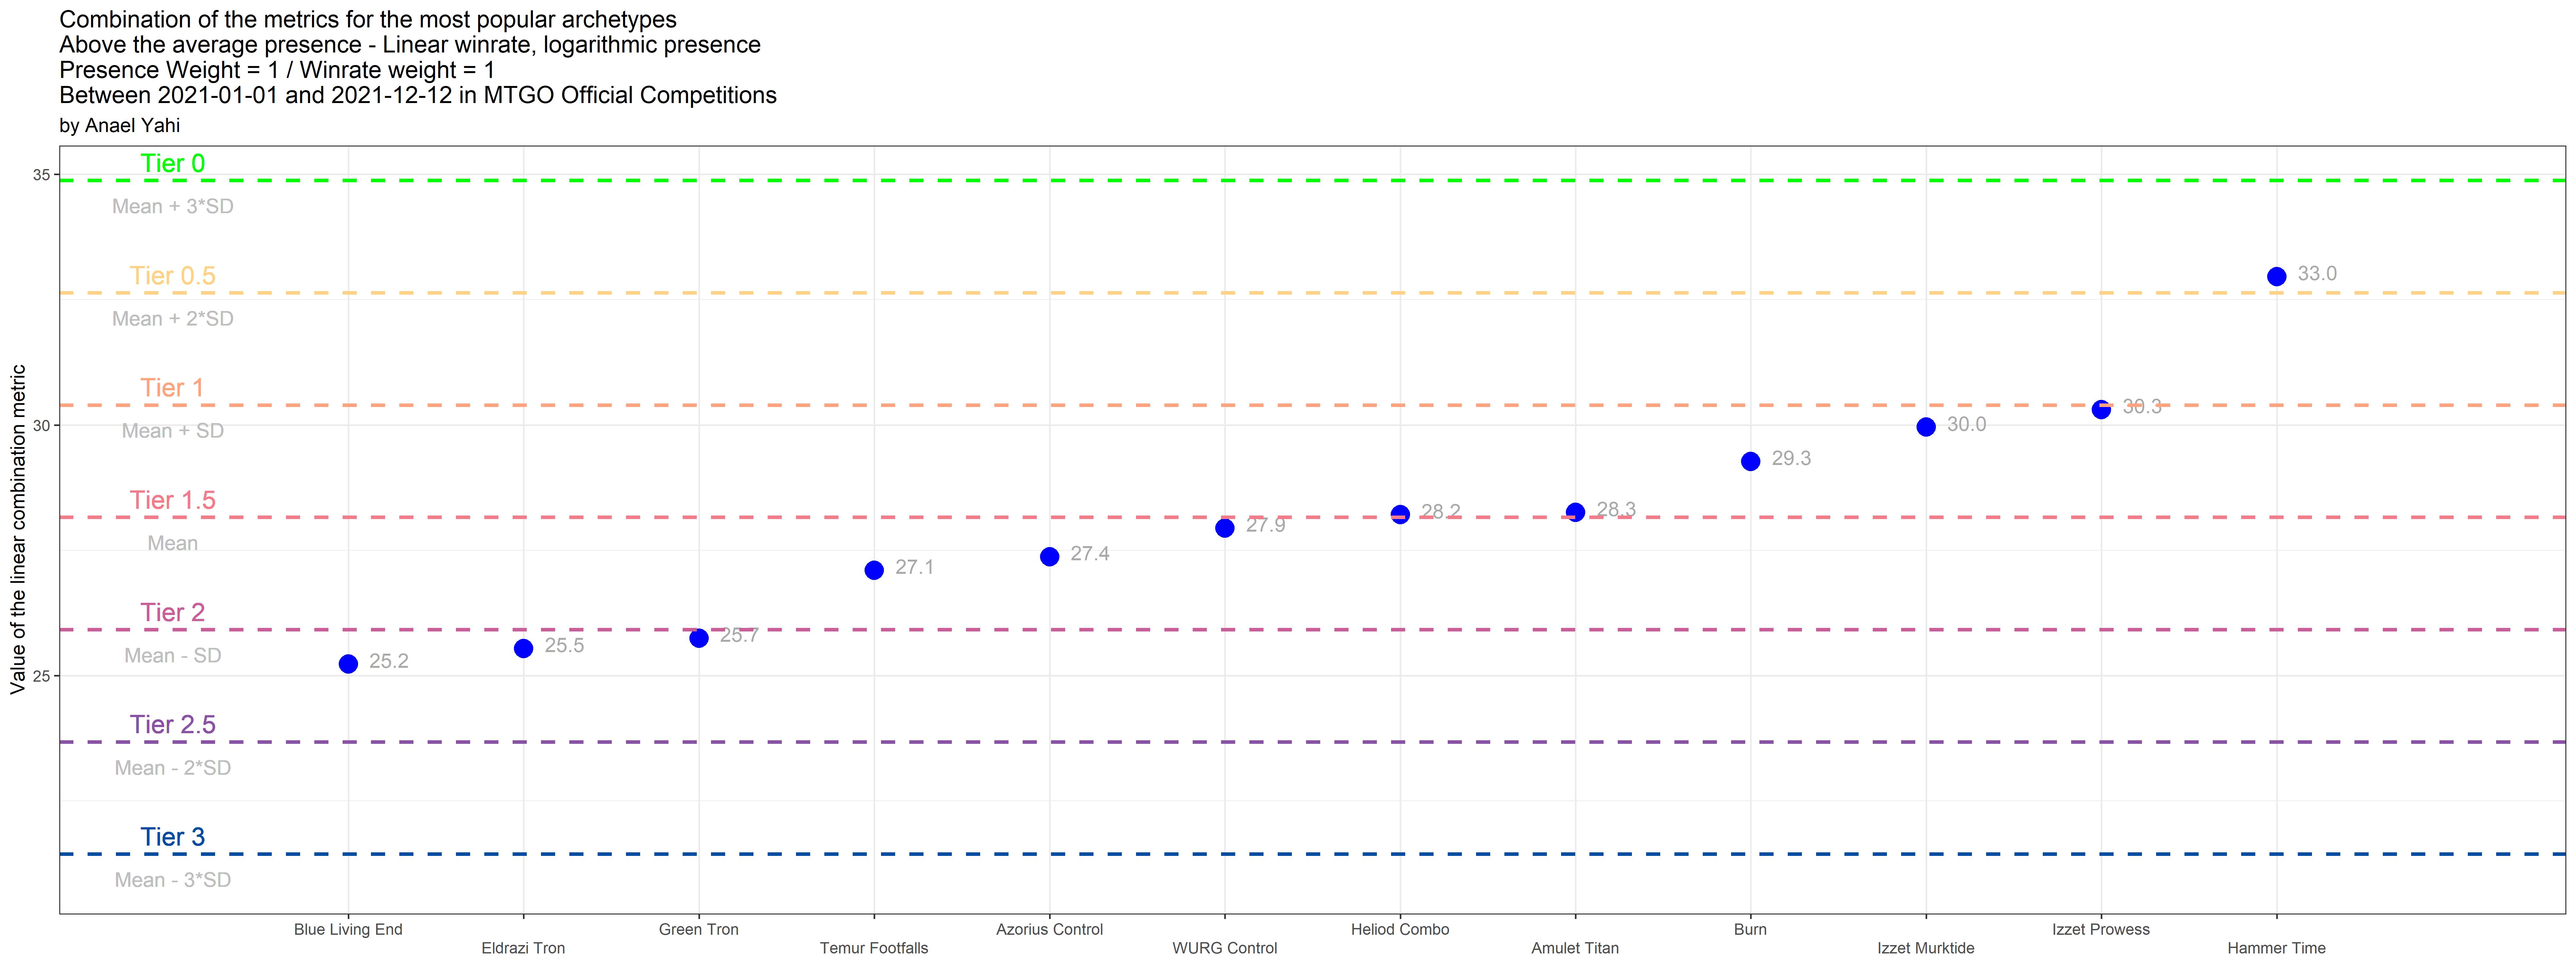 Combination of the metrics for the most popular archetypes
Above the average presence - Linear winrate, logarithmic presence
Presence Weight = 1 / Winrate weight = 1
Between 2021-01-01 and 2021-12-12 in MTGO Official Competitions
by Anael Yahi
Value of the linear combination metric
35
30
25
Tier 0
Mean + 3*SD
Tier 0.5
Mean + 2*SD
Tier 1
Mean + SD
Tier 1.5
Mean
Tier 2
Mean - SD
Tier 2.5
Mean - 2*SD
Tier 3
Mean - 3*SD
25.2
25.5
25.7
27.1
27.4
27.9
28.2
28.3
29.3
30.0
30.3
33.0
Blue Living End
Eldrazi Tron
Green Tron
Temur Footfalls
Azorius Control
WURG Control
Heliod Combo
Amulet Titan
Burn
Izzet Murktide
Izzet Prowess
Hammer Time